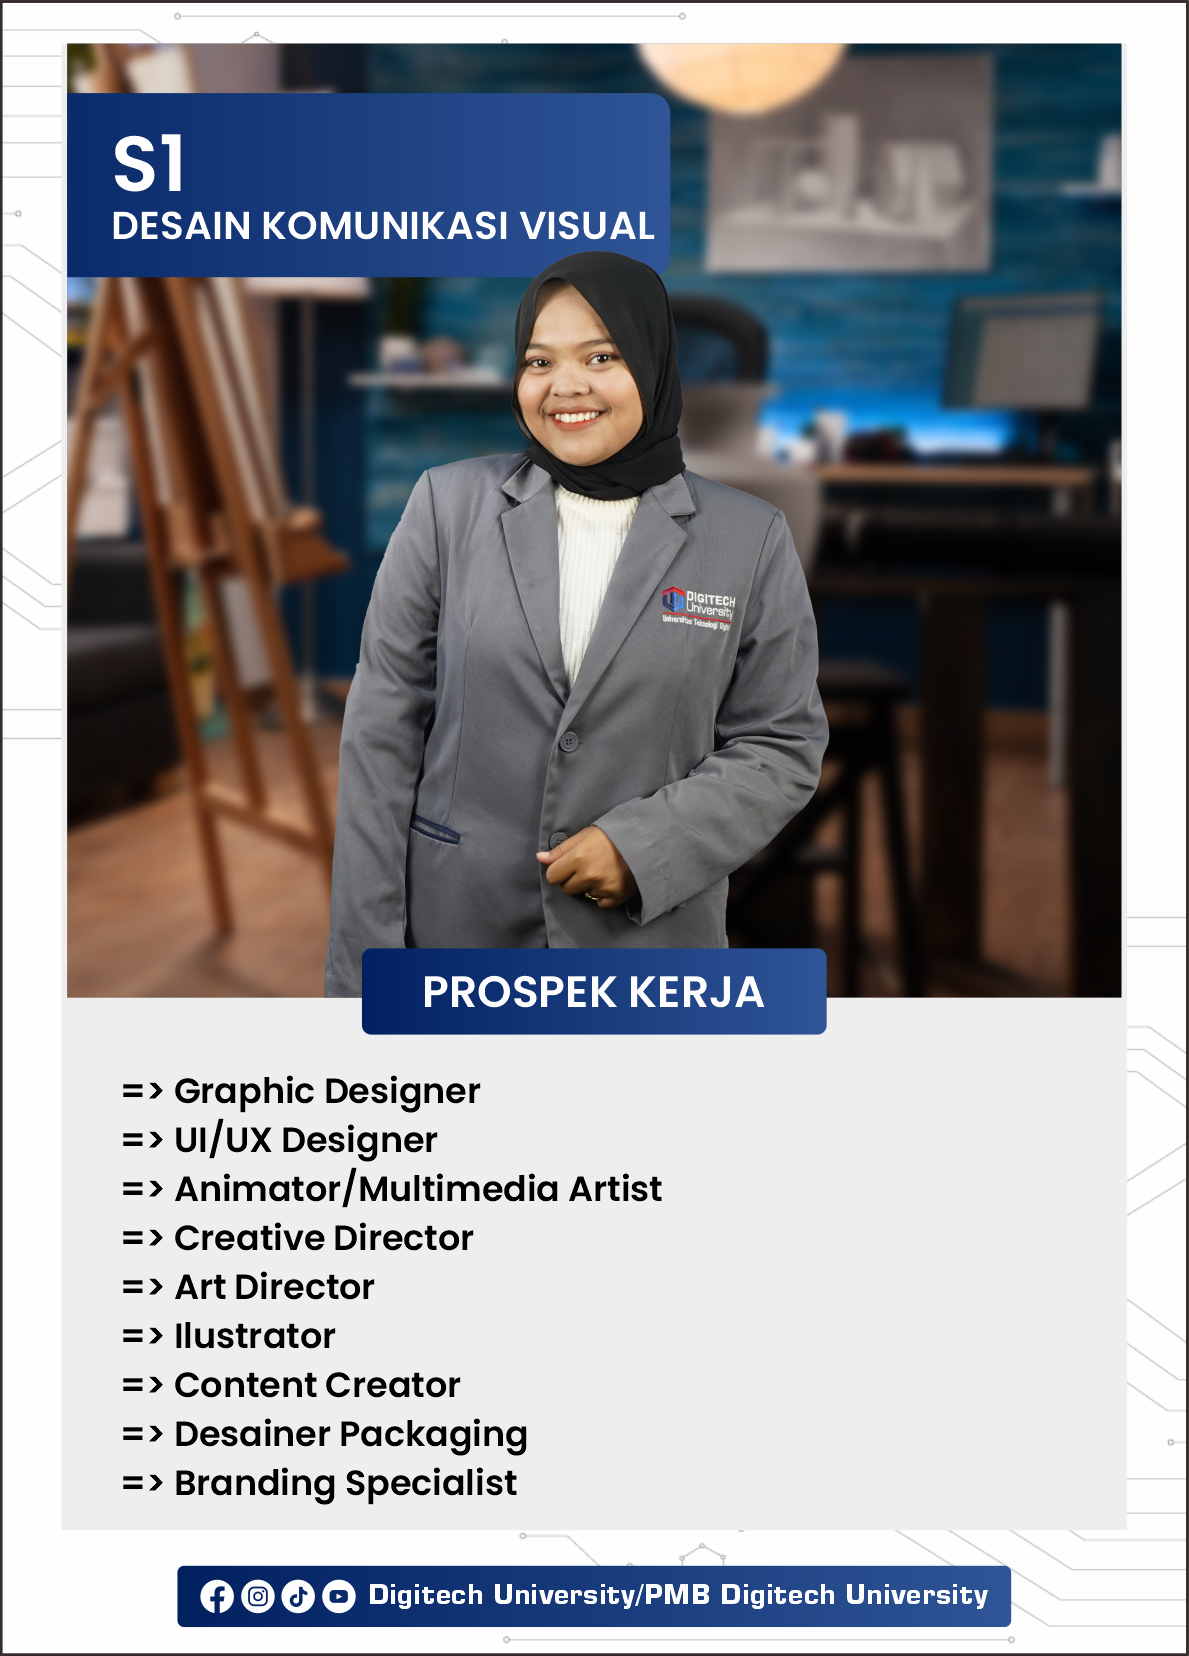 S1
DESAIN KOMUNIKASI VISUAL
DIGITECH
University
Universitas Teknologi Digital
PROSPEK KERJA
=> Graphic Designer
=> UI/UX Designer
=> Animator/Multimedia Artist
=> Creative Director
=> Art Director
=> Ilustrator
=> Content Creator
=> Desainer Packaging
=> Branding Specialist
Digitech University/PMB Digitech University